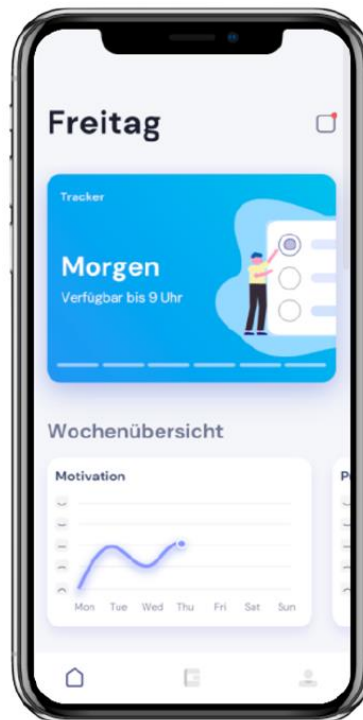 Freitag
Tracker
Morgen
Verfügbar bis 9 Uhr
Wochenübersicht
Motivation
Mon Tue Wed Thu Fri Sat Sun